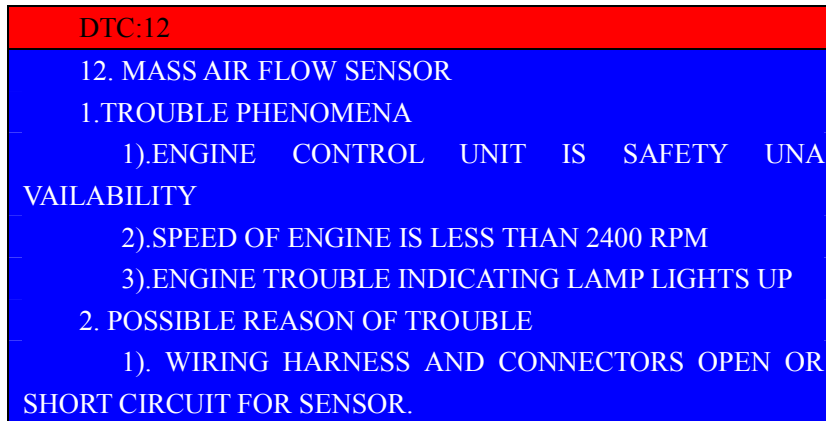 DTC:12
12. MASS AIR FLOW SENSOR
1.TROUBLE PHENOMENA
1).ENGINE CONTROL UNIT IS SAFETY UNA
VAILABILITY
2).SPEED OF ENGINE IS LESS THAN 2400 RPM
3).ENGINE TROUBLE INDICATING LAMP LIGHTS UP
2. POSSIBLE REASON OF TROUBLE
1). WIRING HARNESS AND CONNECTORS OPEN OR
SHORT CIRCUIT FOR SENSOR.